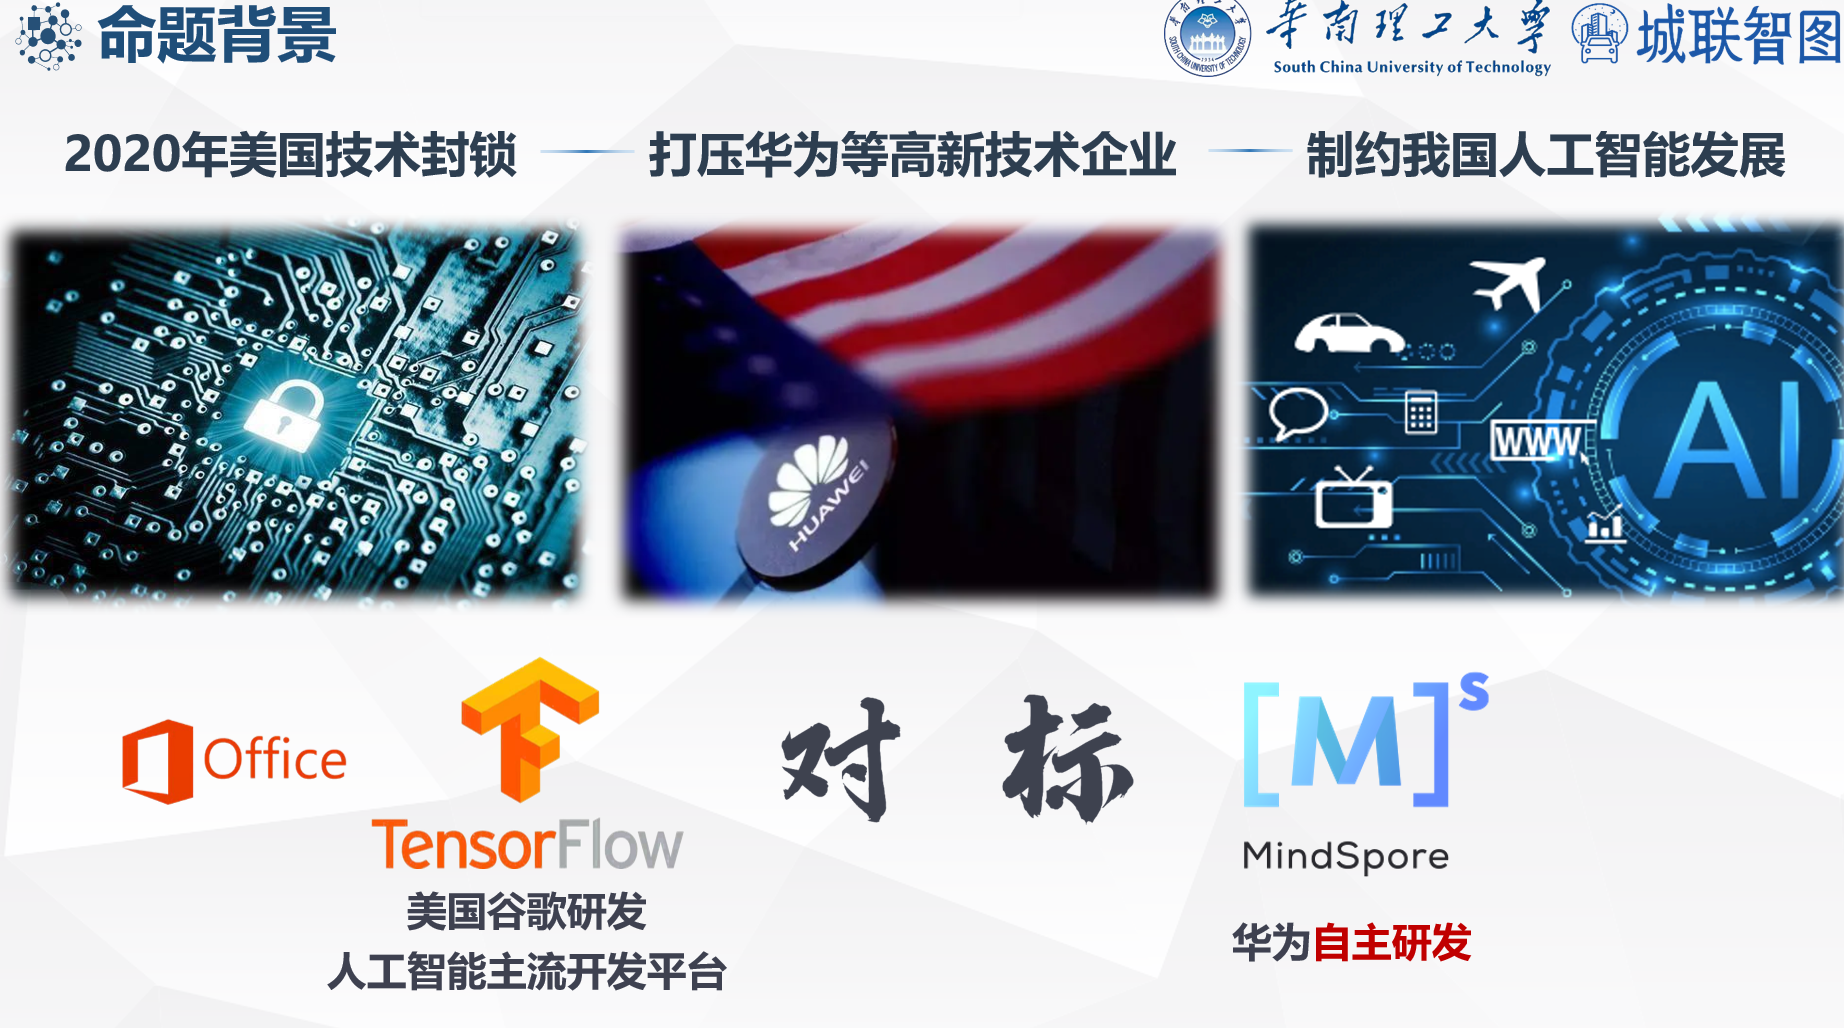 命题背景
华南理工大学
South China University of Technology
城联智图
2020年美国技术封锁
打压华为等高新技术企业
制约我国人工智能发展
HUAWEI
WWW
AI
Office
TensorFlow
美国谷歌研发
人工智能主流开发平台
对标
[M]s
MindSpore
华为自主研发